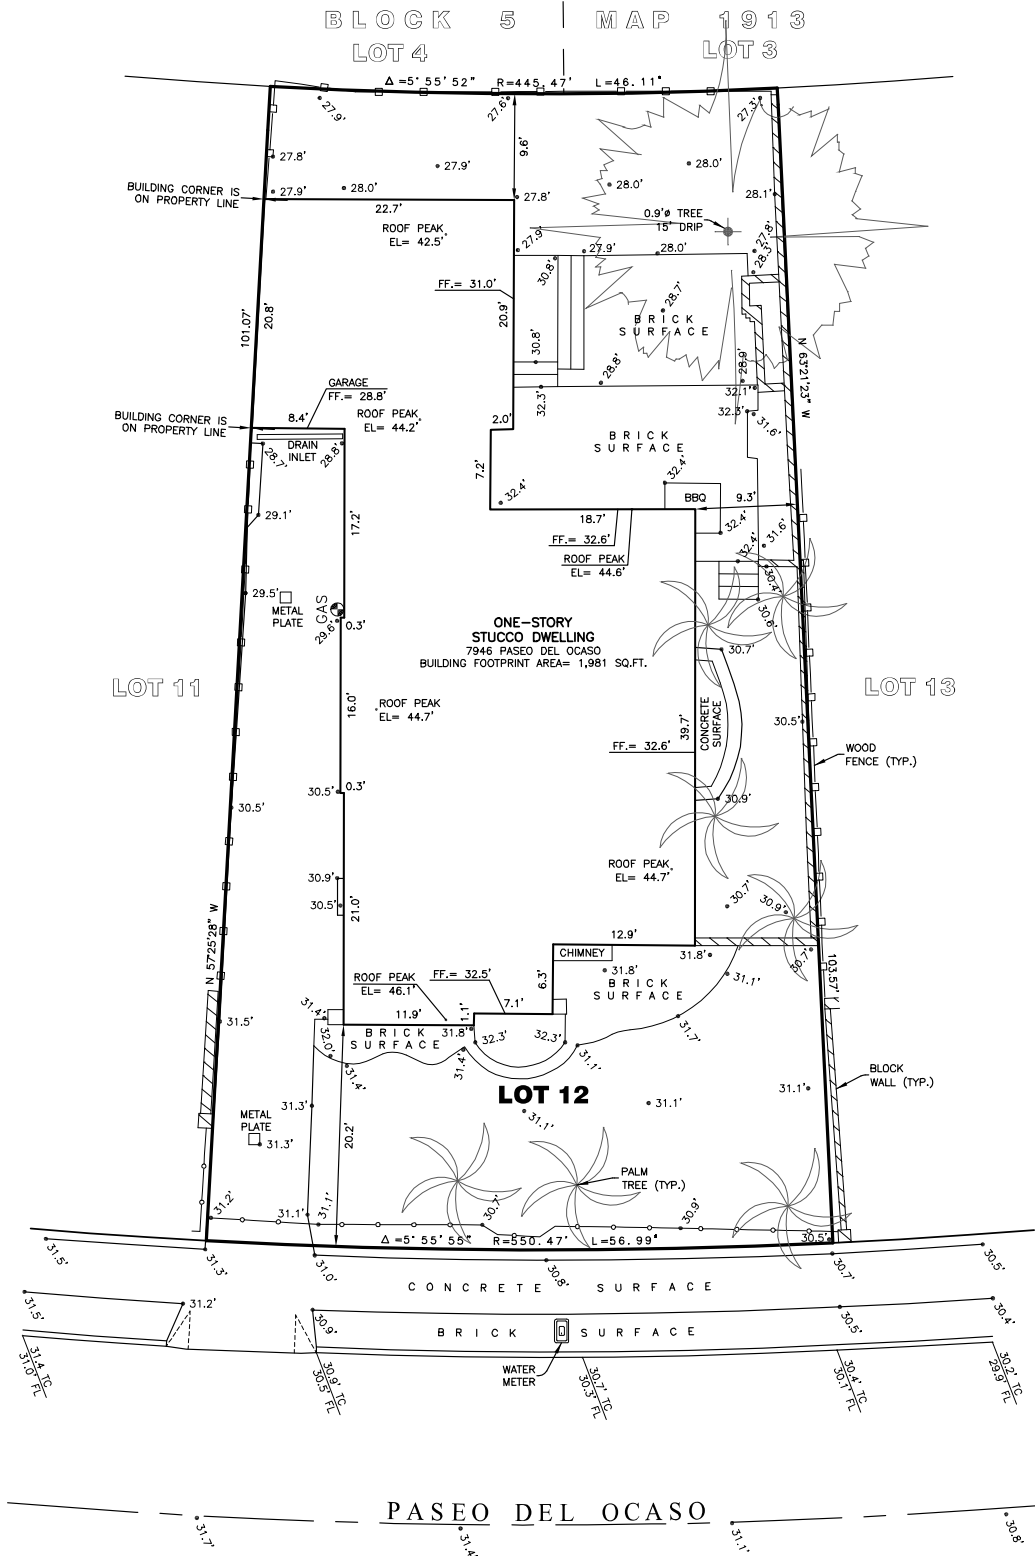 BLOCK 5 MAP 1913
LOT 4
LOT 3
Δ =5° 55' 52" R=445.47' L=46.11'
27.9'
27.6'
27.3'
9.6'
27.8'
27.9'
28.0'
28.0'
27.9'
28.0'
28.1'
BUILDING CORNER IS
ON PROPERTY LINE
22.7'
27.8'
0.9'ø TREE
15' DRIP
ROOF PEAK
EL= 42.5'
27.9'
27.9'
28.0'
27.8'
28.3'
30.8'
FF.= 31.0'
28.7'
101.07'
20.8'
20.9'
BRICK
SURFACE
N 63°21'23" W
30.8'
28.8'
28.9'
GARAGE
FF.= 28.8'
32.3'
32.1'
BUILDING CORNER IS
ON PROPERTY LINE
8.4'
ROOF PEAK
EL= 44.2'
2.0'
32.3'
31.6'
DRAIN
INLET
28.7'
28.8'
BRICK
SURFACE
7.2'
32.4'
32.4'
BBQ
9.3'
29.1'
17.2'
18.7'
32.4'
31.6'
FF.= 32.6'
ROOF PEAK
EL= 44.6'
32.4'
30.4'
29.5'
METAL
PLATE
GAS
29.6'
0.3'
30.6'
ONE-STORY
STUCCO DWELLING
7946 PASEO DEL OCASO
BUILDING FOOTPRINT AREA= 1,981 SQ.FT.
30.7'
LOT 11
LOT 13
16.0'
ROOF PEAK
EL= 44.7'
39.7'
CONCRETE
SURFACE
30.5'
FF.= 32.6'
WOOD
FENCE (TYP.)
30.5'
0.3'
30.9'
30.5'
ROOF PEAK
EL= 44.7'
30.9'
30.5'
21.0'
30.7'
30.9'
N 57°25'28" W
12.9'
CHIMNEY
31.8'
30.7'
103.57'
ROOF PEAK
EL= 46.1'
FF.= 32.5'
6.3'
31.8'
31.1'
BRICK
SURFACE
7.1'
31.4'
31.5'
11.9'
1.1'
31.8'
31.7'
BRICK
SURFACE
32.3'
32.3'
32.0'
31.4'
31.4'
31.1'
BLOCK
WALL (TYP.)
LOT 12
31.1'
31.3'
31.1'
31.1'
METAL
PLATE
31.3'
20.2'
PALM
TREE (TYP.)
31.2'
31.1'
30.7'
30.9'
Δ =5° 55' 55" R=550.47' L=56.99'
30.5'
31.5'
31.3'
31.0'
30.8'
30.7'
30.5'
CONCRETE SURFACE
31.5'
31.2'
30.9'
30.5'
30.4'
BRICK SURFACE
WATER
METER
31.4' TC
31.0' FL
30.9' TC
30.5' FL
30.7' TC
30.3' FL
30.4' TC
30.1' FL
30.2' TC
29.9' FL
PASEO DEL OCASO
31.7'
31.4'
31.1'
30.8'